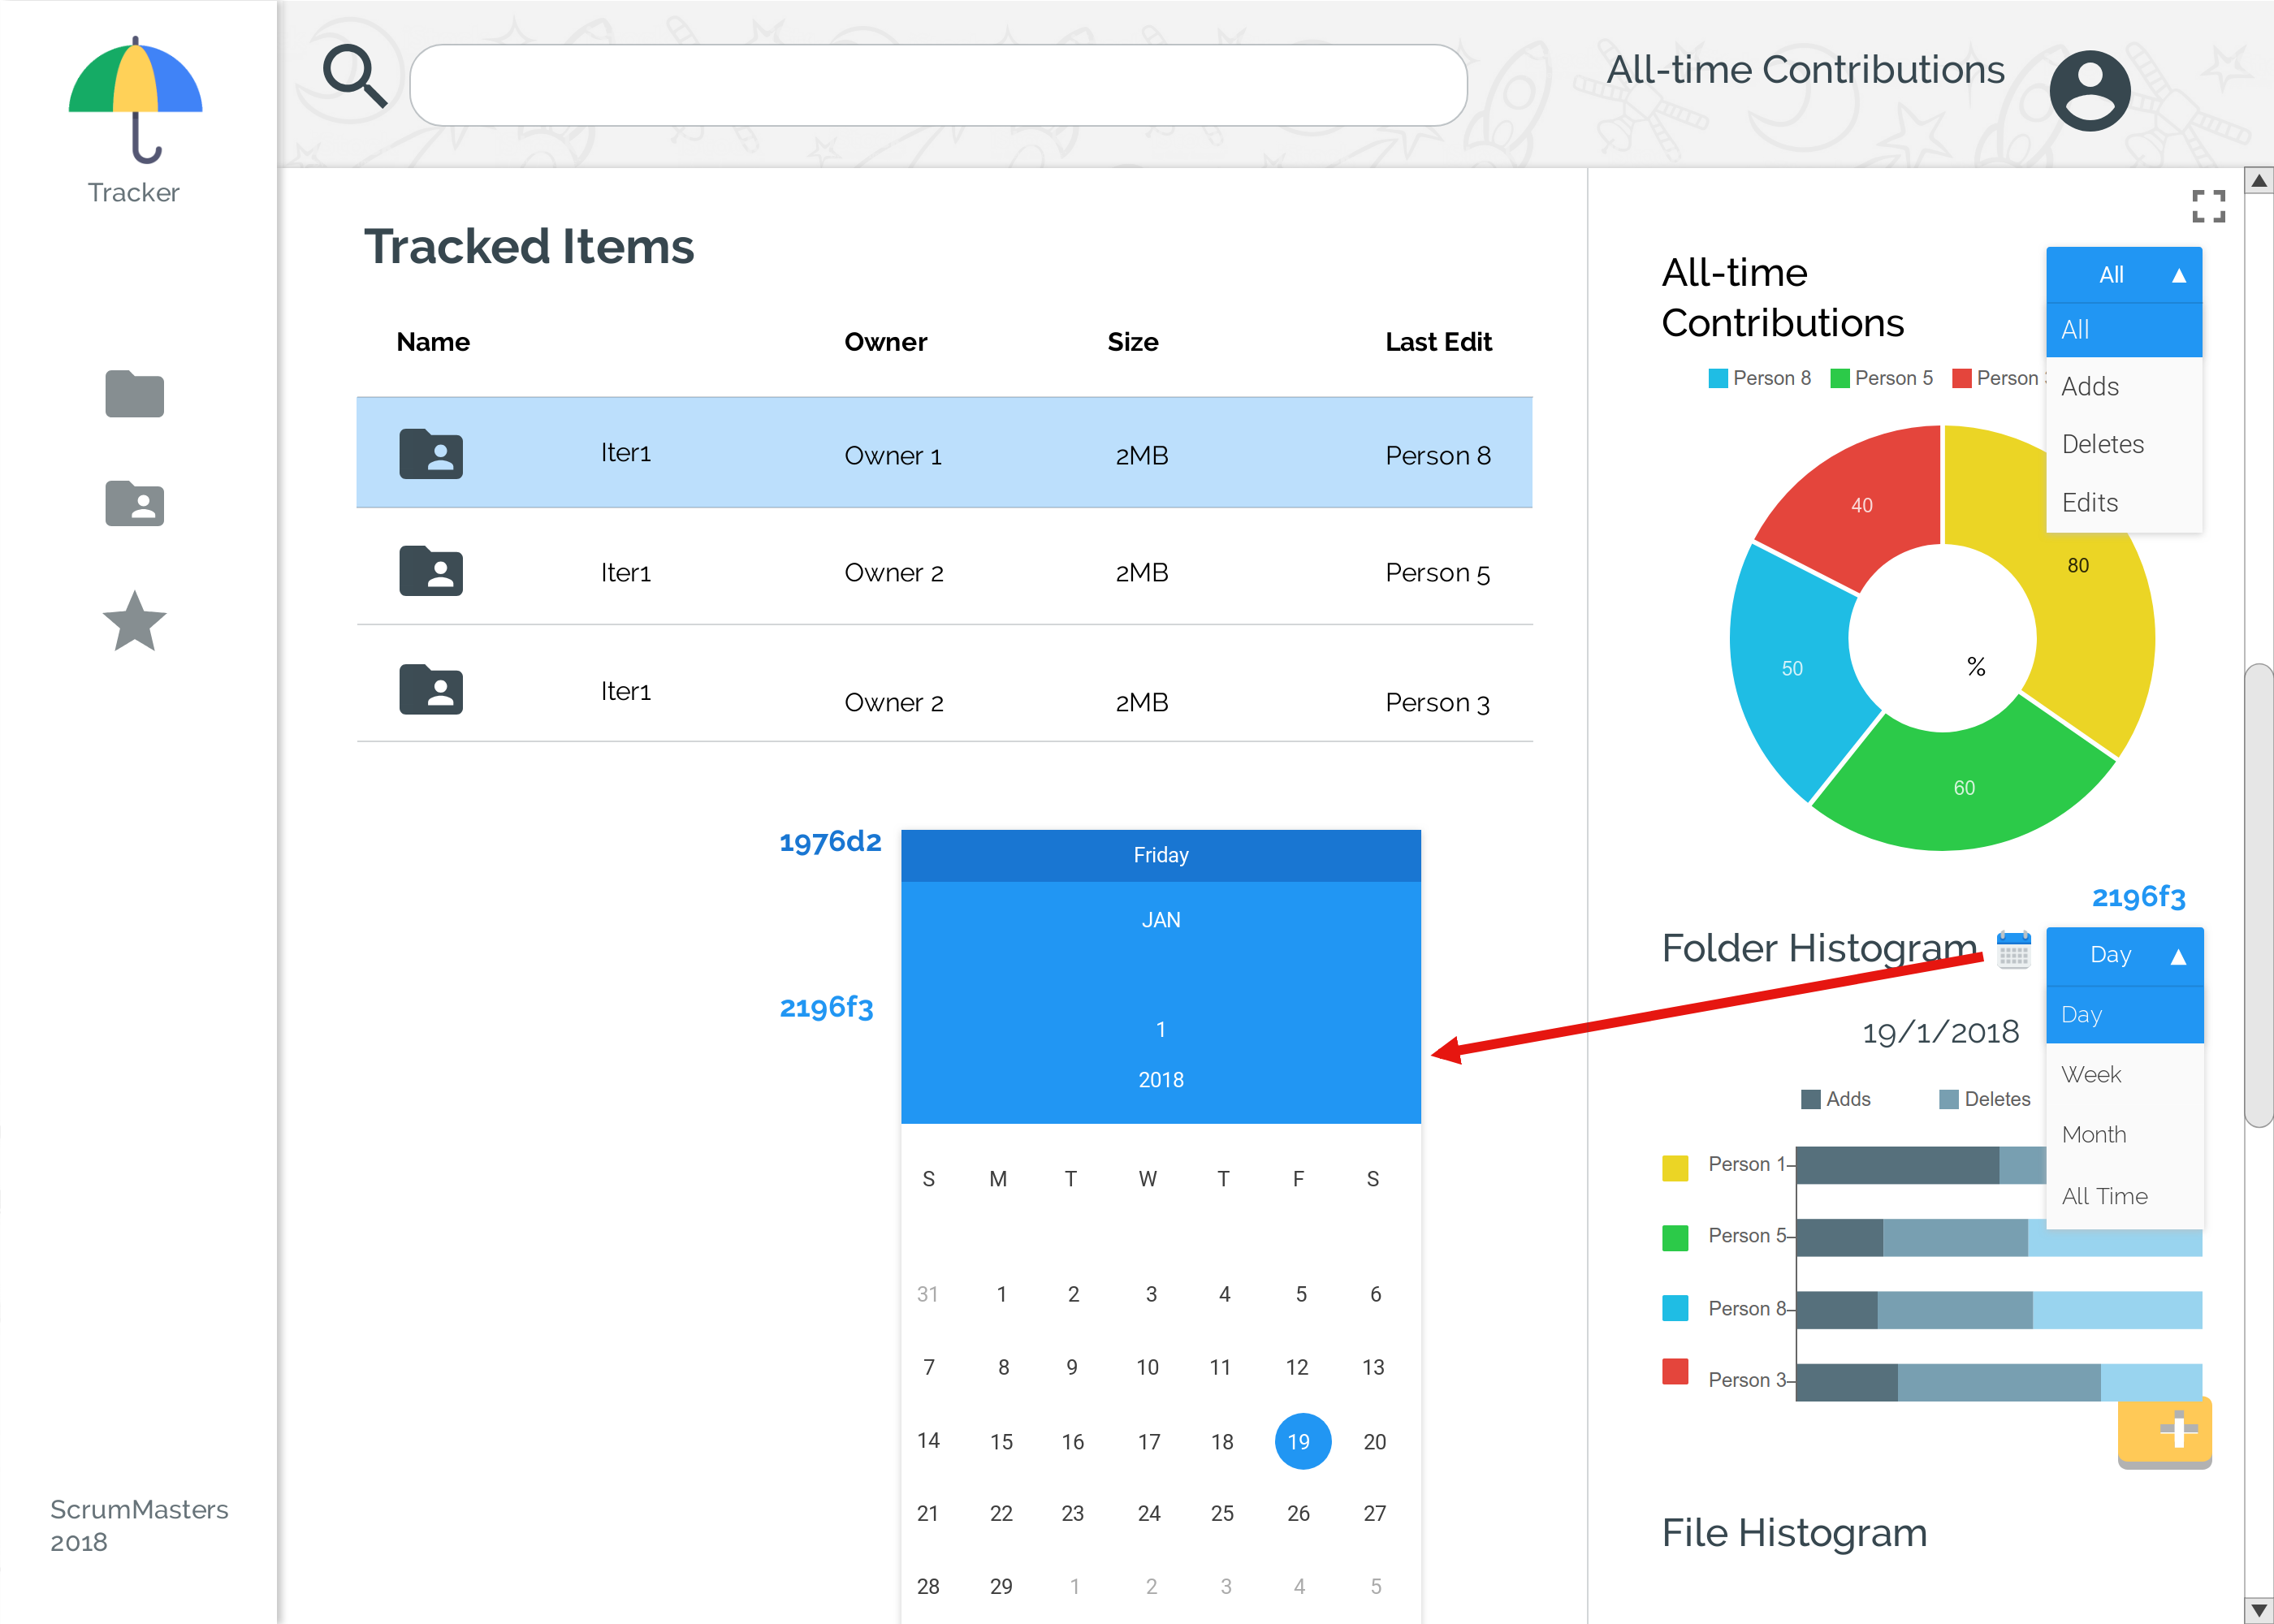 Tracker
ScrumMasters
2018
All-time Contributions
Tracked Items
Name Owner Size Last Edit
Iter1 Owner 1 2MB Person 8
Iter1 Owner 2 2MB Person 5
Iter1 Owner 2 2MB Person 3
1976d2
2196f3
Friday
JAN
1
2018
S M T W T F S
31 1 2 3 4 5 6
7 8 9 10 11 12 13
14 15 16 17 18 19 20
21 22 23 24 25 26 27
28 29 1 2 3 4 5
All-time
Contributions
All
All
Adds
Deletes
Edits
Person 8 Person 5 Person
40
80
50
%
60
2196f3
Folder Histogram
Day
Day
Week
Month
All Time
19/1/2018
Adds Deletes
Person 1
Person 5
Person 8
Person 3
File Histogram